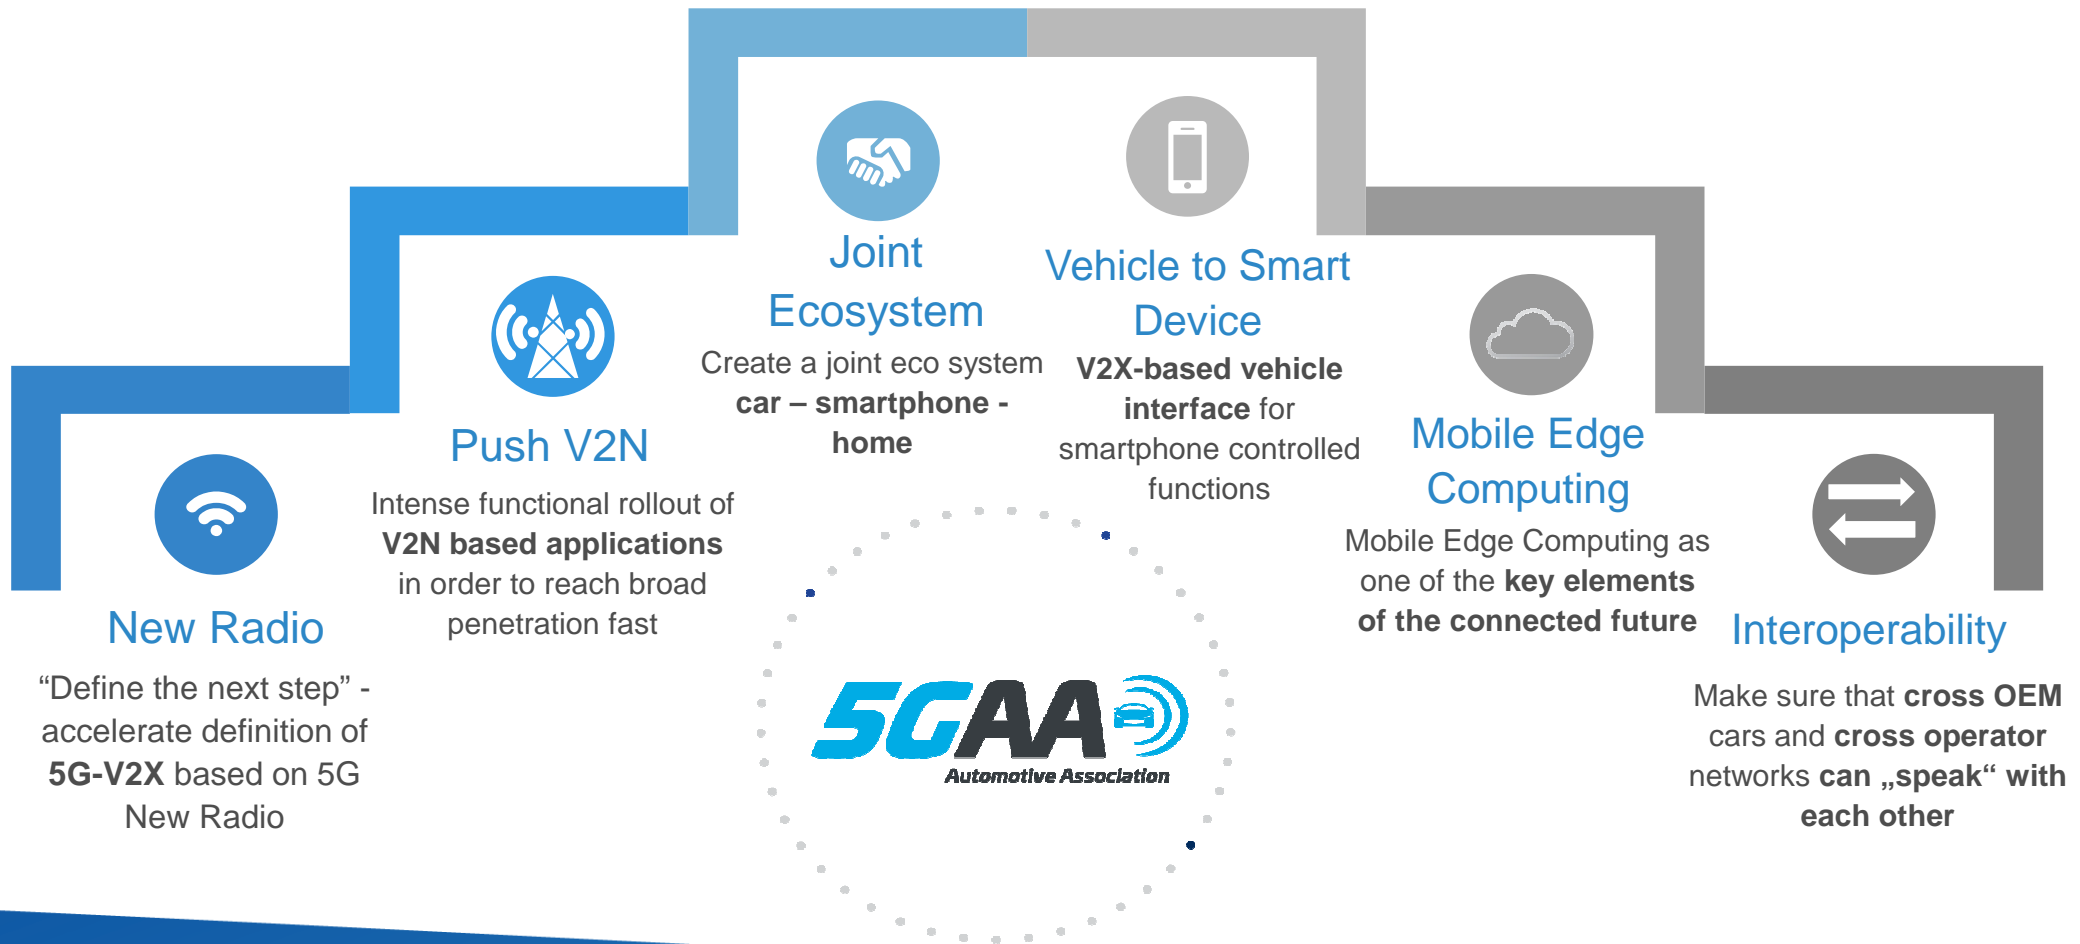 New Radio
“Define the next step” -
accelerate definition of
5G-V2X based on 5G
New Radio
Push V2N
Intense functional rollout of
V2N based applications
in order to reach broad
penetration fast
Joint
Ecosystem
Create a joint eco system
car – smartphone -
home
Vehicle to Smart
Device
V2X-based vehicle
interface for
smartphone controlled
functions
Mobile Edge
Computing
Mobile Edge Computing as
one of the key elements
of the connected future
Interoperability
Make sure that cross OEM
cars and cross operator
networks can „speak“ with
each other
5GAA
Automotive Association